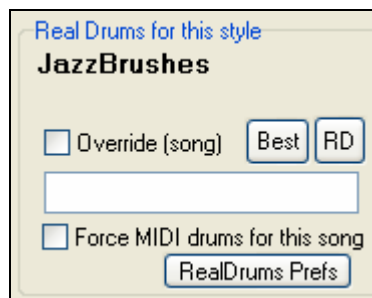 Real Drums for this style
JazzBrushes
Override (song) Best RD
Force MIDI drums for this song
RealDrums Prefs